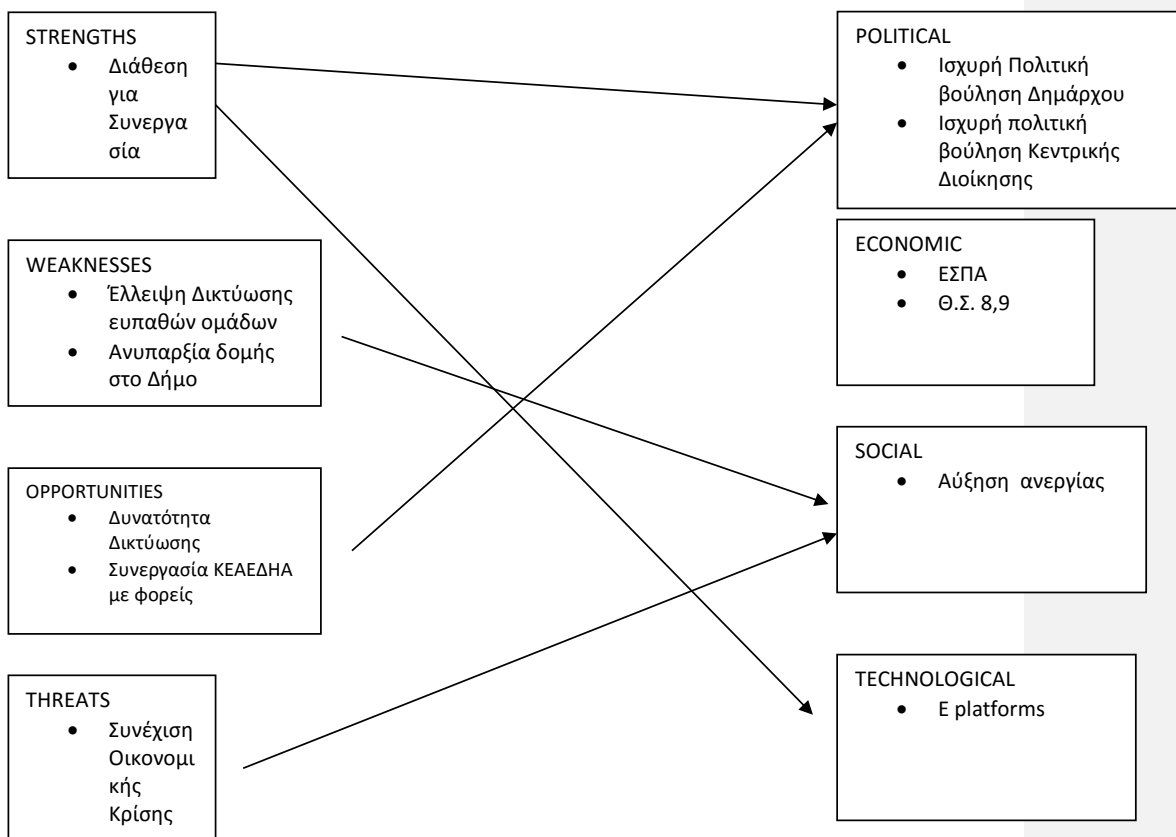 STRENGTHS
• Διάθεση
για
Συνεργα
σία
WEAKNESSES
• Έλλειψη Δικτύωσης
ευπαθών ομάδων
• Ανυπαρξία δομής
στο Δήμο
OPPORTUNITIES
• Δυνατότητα
Δικτύωσης
• Συνεργασία ΚΕΑΕΔΗΑ
με φορείς
THREATS
• Συνέχιση
Οικονομι
κής
Κρίσης
POLITICAL
• Ισχυρή Πολιτική
βούληση Δημάρχου
• Ισχυρή πολιτική
βούληση Κεντρικής
Διοίκησης
ECONOMIC
• ΕΣΠΑ
• Θ.Σ. 8,9
SOCIAL
• Αύξηση ανεργίας
TECHNOLOGICAL
• E platforms